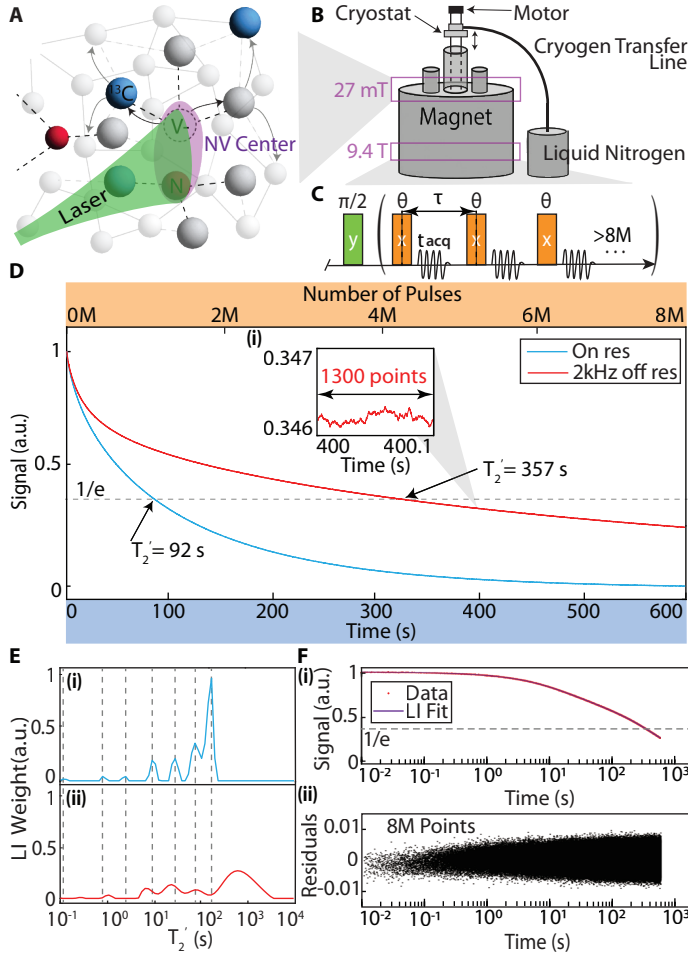 A
13C
V-
NV Center
N
Laser
B
Cryostat
Motor
Cryogen Transfer
Line
27 mT
Magnet
9.4 T
Liquid Nitrogen
C
π/2
θ
τ
θ
θ
y
x
tacq
x
x
>8M
...
D
Number of Pulses
0M 2M 4M 6M 8M
(i)
0.347
1300 points
0.346
400 400.1
Time (s)
On res
2kHz off res
Signal (a.u.)
1
0.5
0
1/e
T2′= 357 s
T2′= 92 s
0 100 200 300 400 500 600
Time (s)
E
(i)
1
0.5
0
(ii)
1
0.5
0
LI Weight(a.u.)
10-1 100 101 102 103 104
T2′ (s)
F
(i)
Signal (a.u.)
1
0.5
0
Data
LI Fit
1/e
10-2 10-1 100 101 102 103
Time (s)
(ii)
Residuals
0.01
0
-0.01
8M Points
10-2 10-1 100 101 102 103
Time (s)